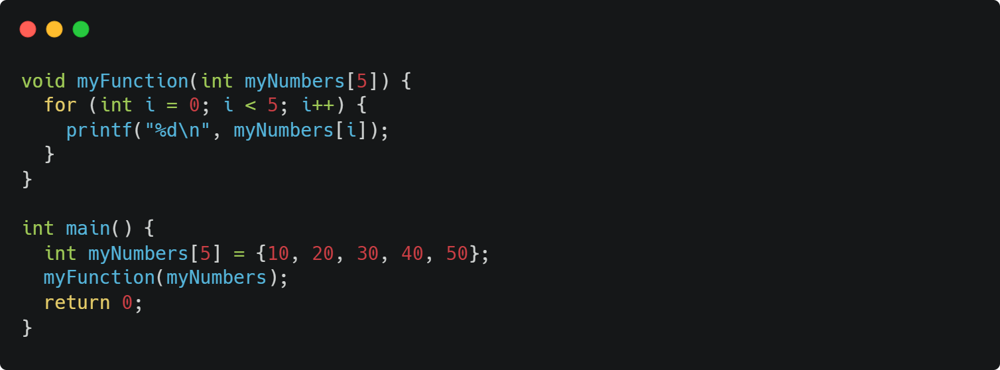 void myFunction(int myNumbers[5]) {
  for (int i = 0; i < 5; i++) {
    printf("%d\n", myNumbers[i]);
  }
}

int main() {
  int myNumbers[5] = {10, 20, 30, 40, 50};
  myFunction(myNumbers);
  return 0;
}